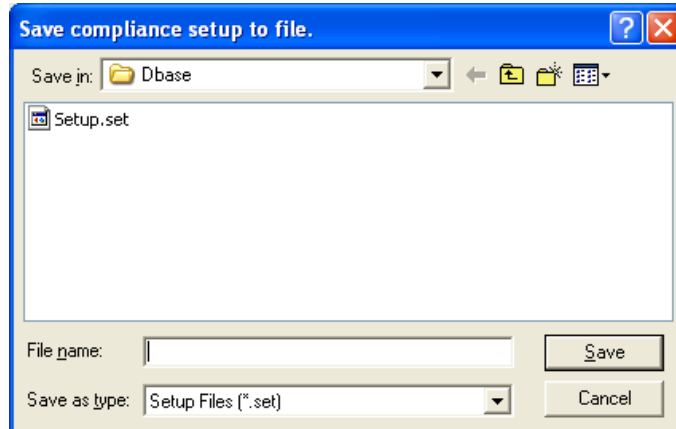 Save compliance setup to file.
Save in: Dbase
Setup.set
File name: Save
Save as type: Setup Files (*.set) Cancel